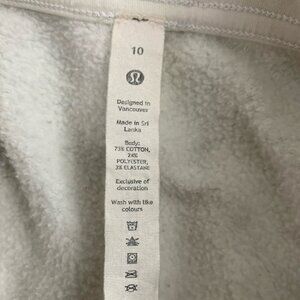 10
Designed in
Vancouver
Made in Sri
Lanka
Body:
73% COTTON,
24%
POLYESTER,
3% ELASTANE
Exclusive of
decoration
Wash with like
colours